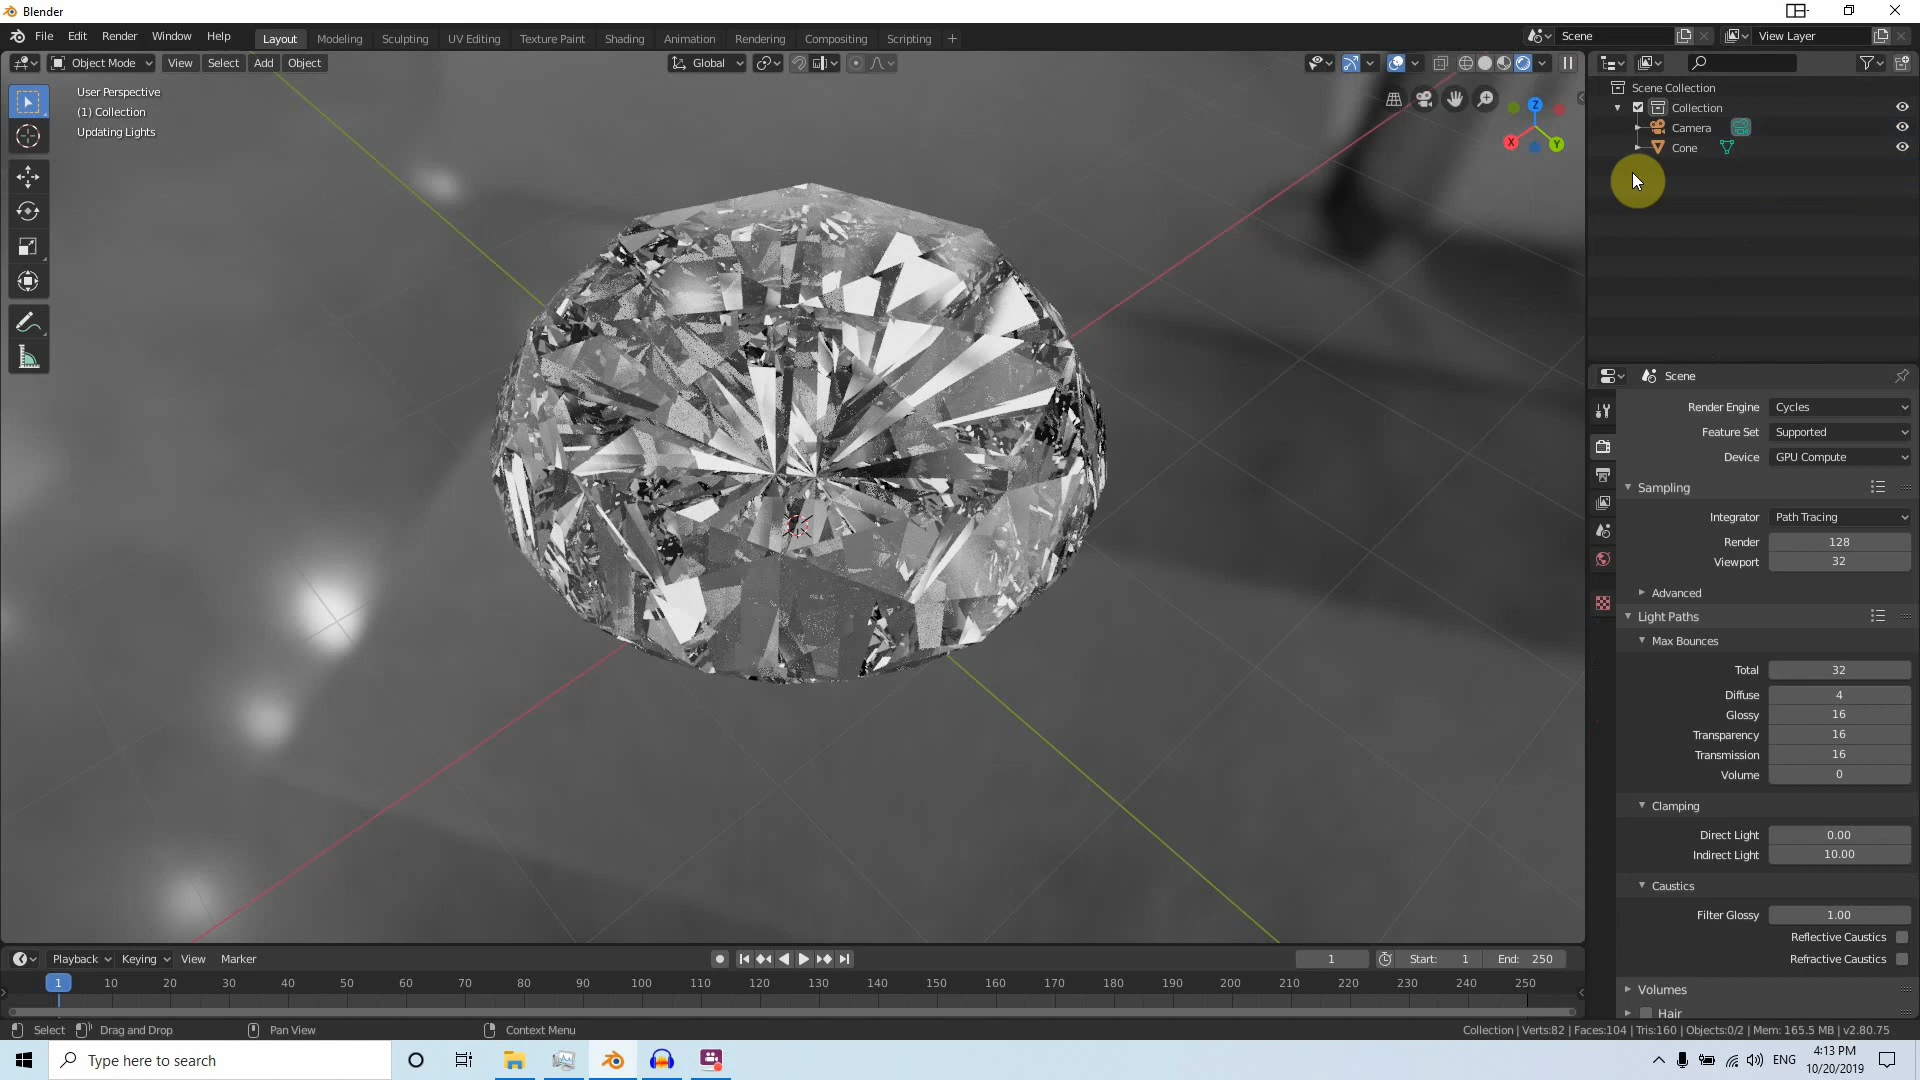 Blender
File Edit Render Window Help
Layout Modeling Sculpting UV Editing Texture Paint Shading Animation Rendering Compositing Scripting +
Scene
View Layer
Object Mode View Select Add Object
Global
User Perspective
(1) Collection
Updating Lights
Z
X
Y
Scene Collection
Collection
Camera
Cone
Scene
Render Engine Cycles
Feature Set Supported
Device GPU Compute
Sampling
Integrator Path Tracing
Render 128
Viewport 32
Advanced
Light Paths
Max Bounces
Total 32
Diffuse 4
Glossy 16
Transparency 16
Transmission 16
Volume 0
Clamping
Direct Light 0.00
Indirect Light 10.00
Caustics
Filter Glossy 1.00
Reflective Caustics
Refractive Caustics
Volumes
Hair
Playback Keying View Marker
1 Start: 1 End: 250
1 10 20 30 40 50 60 70 80 90 100 110 120 130 140 150 160 170 180 190 200 210 220 230 240 250
Select Drag and Drop Pan View Context Menu
Collection | Verts:82 | Faces:104 | Tris:160 | Objects:0/2 | Mem: 165.5 MB | v2.80.75
Type here to search
ENG
4:13 PM
10/20/2019